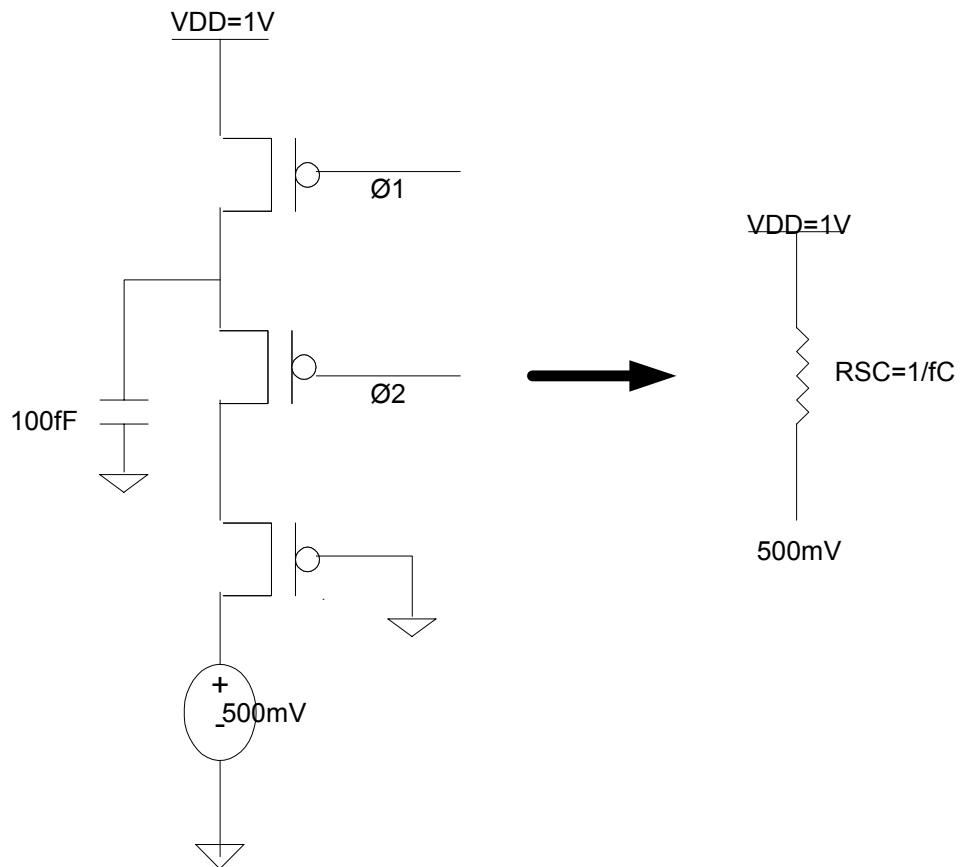 VDD=1V
Ø1
VDD=1V
RSC=1/fC
Ø2
100fF
500mV
+
500mV
-